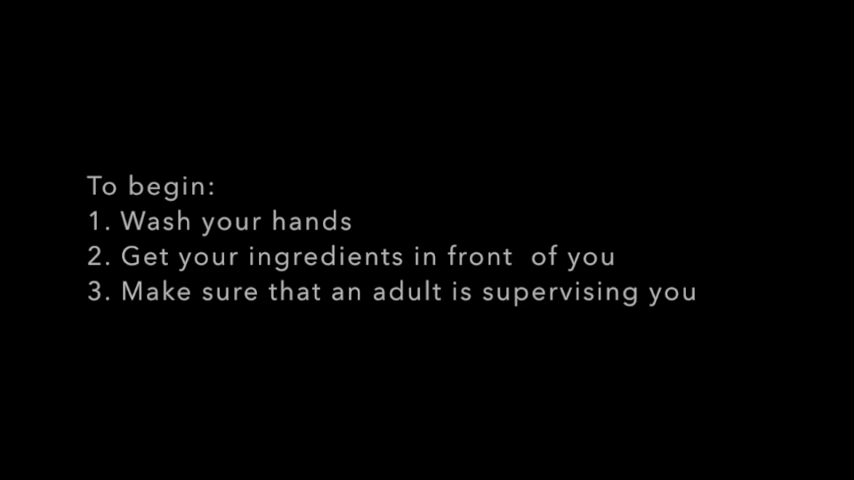 To begin:
1. Wash your hands
2. Get your ingredients in front  of you
3. Make sure that an adult is supervising you